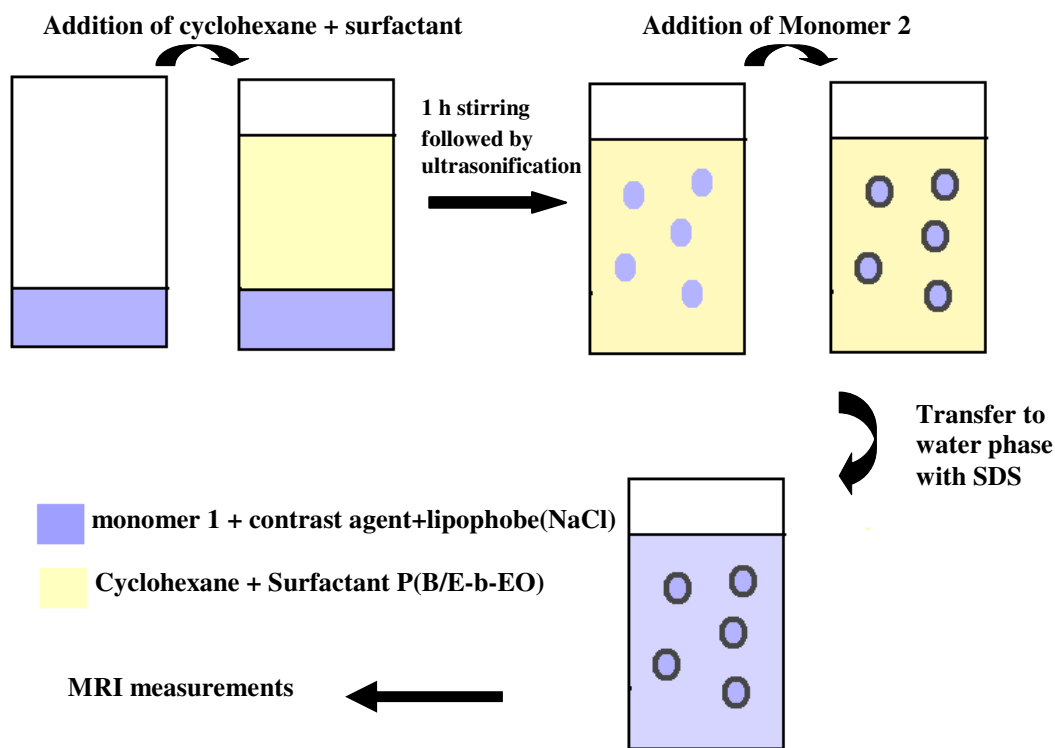 Addition of cyclohexane + surfactant
Addition of Monomer 2
1 h stirring
followed by
ultrasonification
Transfer to
water phase
with SDS
monomer 1 + contrast agent+lipophobe(NaCl)
Cyclohexane + Surfactant P(B/E-b-EO)
MRI measurements